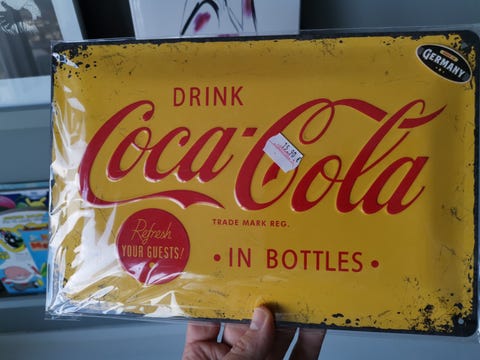 GERMANY
DRINK
Coca-Cola
TRADE MARK REG.
Refresh
YOUR GUESTS!
• IN BOTTLES •